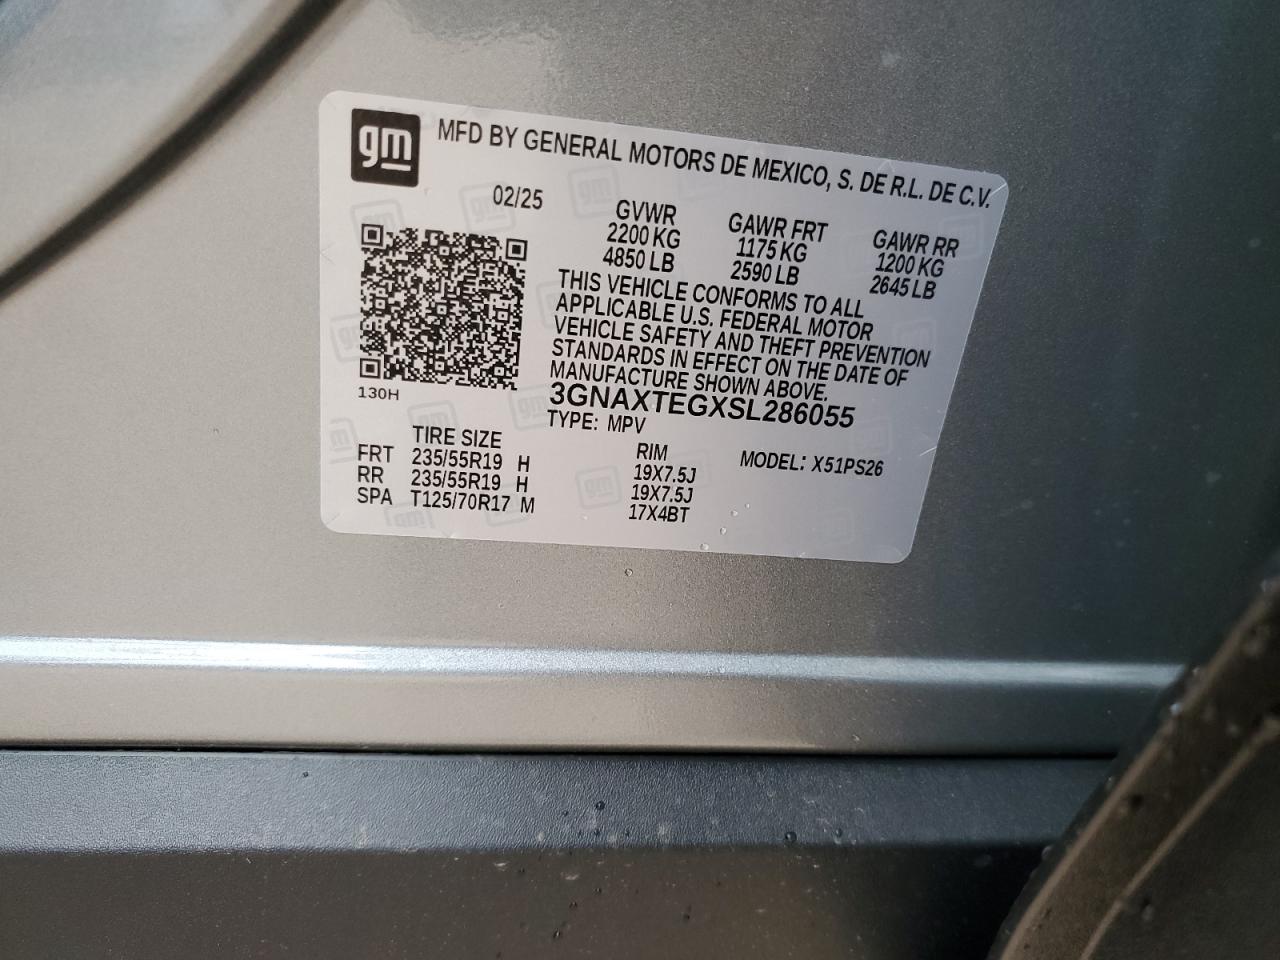 gm MFD BY GENERAL MOTORS DE MEXICO, S. DE R.L. DE C.V.
02/25
GVWR GAWR FRT GAWR RR
2200 KG 1175 KG 1200 KG
4850 LB 2590 LB 2645 LB
THIS VEHICLE CONFORMS TO ALL
APPLICABLE U.S. FEDERAL MOTOR
VEHICLE SAFETY AND THEFT PREVENTION
STANDARDS IN EFFECT ON THE DATE OF
MANUFACTURE SHOWN ABOVE.
130H
3GNAXTEGXSL286055
TYPE: MPV
TIRE SIZE RIM MODEL: X51PS26
FRT 235/55R19 H 19X7.5J
RR 235/55R19 H 19X7.5J
SPA T125/70R17 M 17X4BT